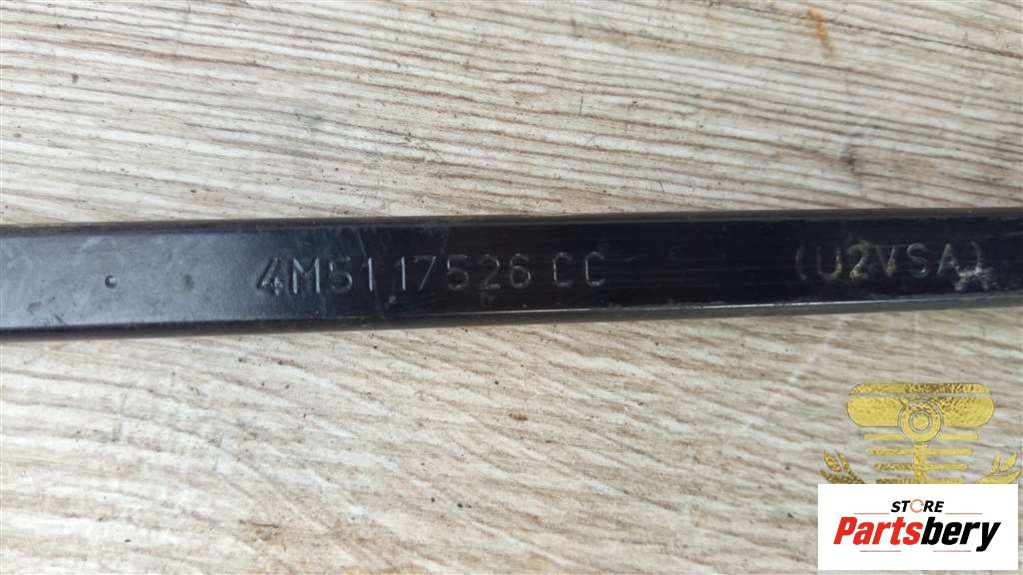 4M51 17526 CC (U2VSA)
STORE
Partsbery